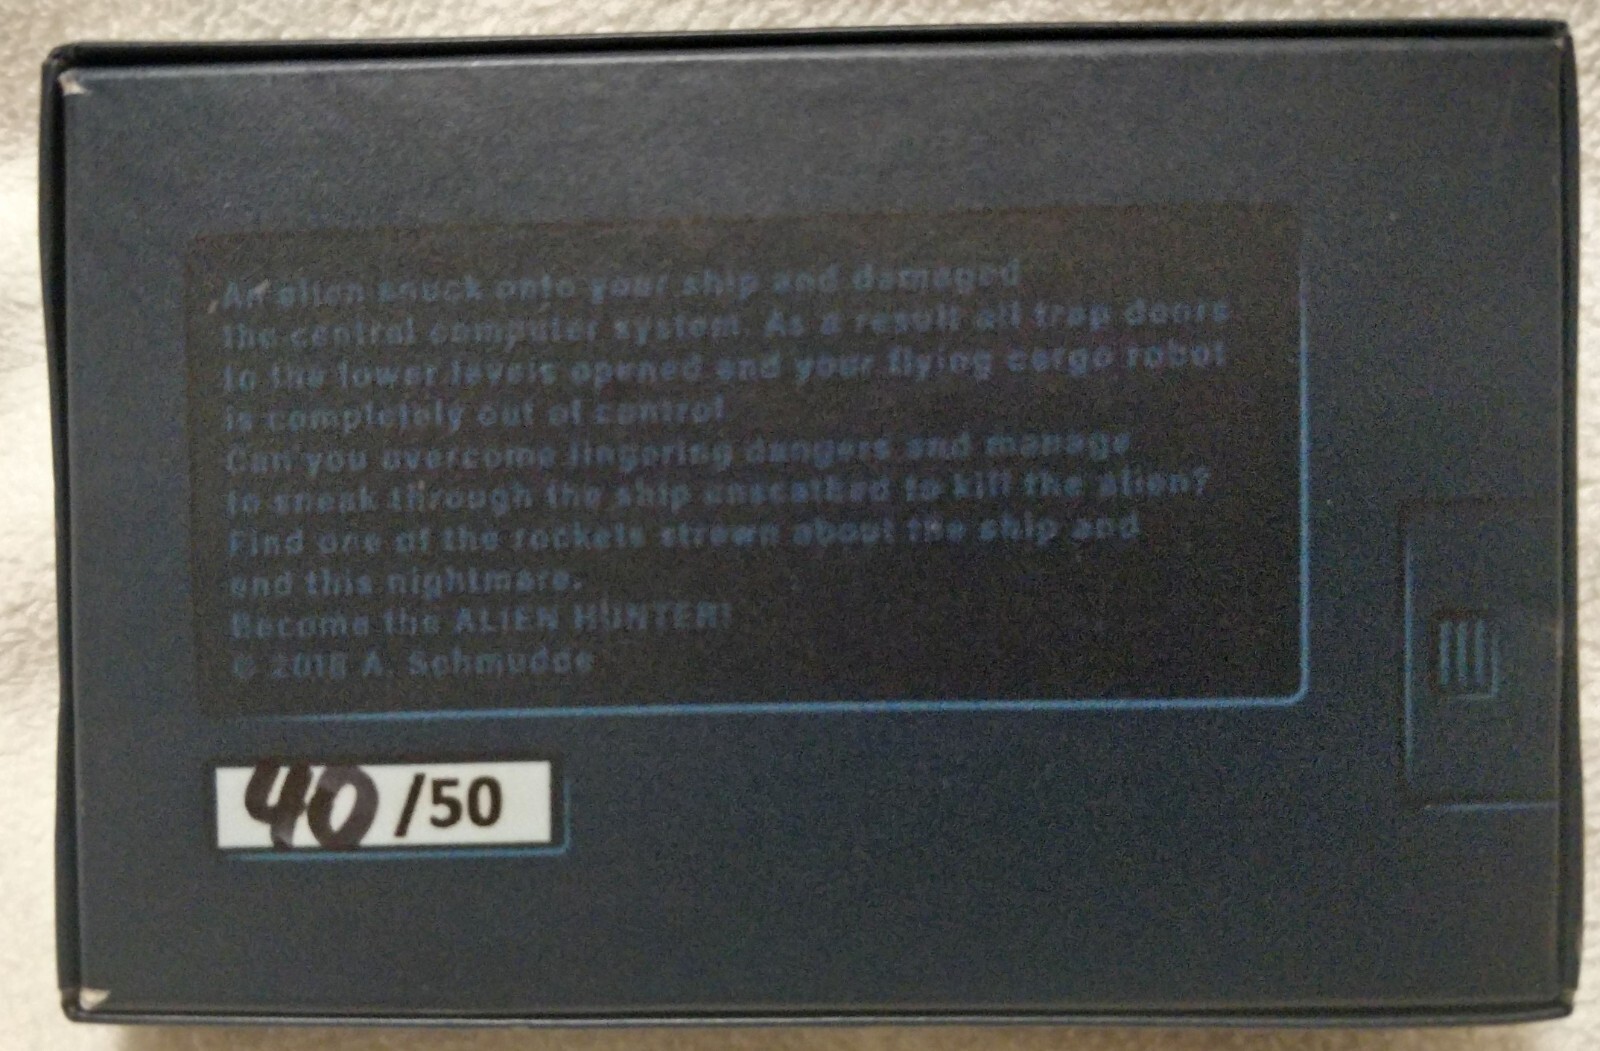 An alien snuck onto your ship and damaged
the central computer system. As a result all trap doors
to the lower levels opened and your flying cargo robot
is completely out of control
Can you overcome lingering dangers and manage
to sneak through the ship unscathed to kill the alien?
Find one of the rockets strewn about the ship and
end this nightmare.
Become the ALIEN HUNTER!
© 2018 A. Schmudde
40/50